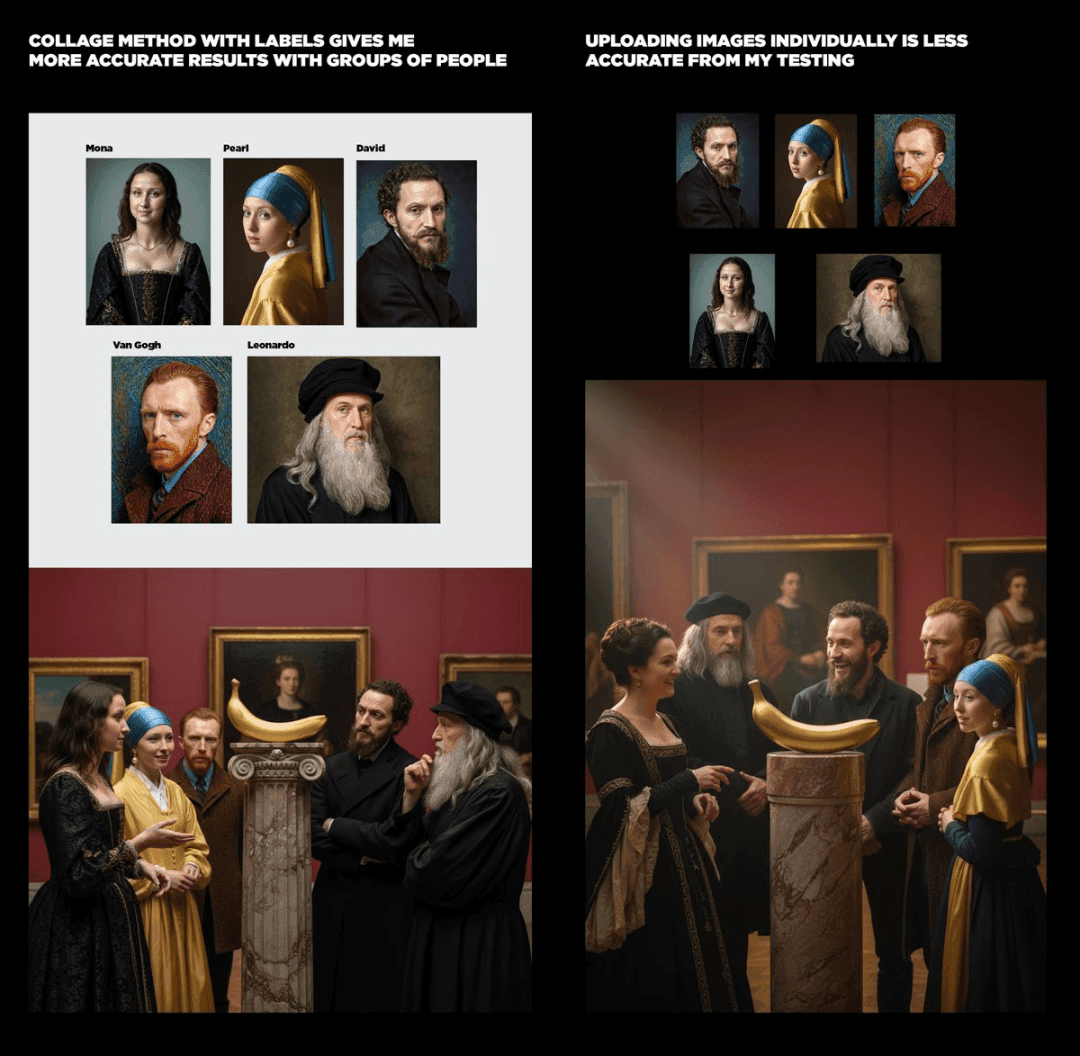 COLLAGE METHOD WITH LABELS GIVES ME
MORE ACCURATE RESULTS WITH GROUPS OF PEOPLE
Mona
Pearl
David
Van Gogh
Leonardo
UPLOADING IMAGES INDIVIDUALLY IS LESS
ACCURATE FROM MY TESTING